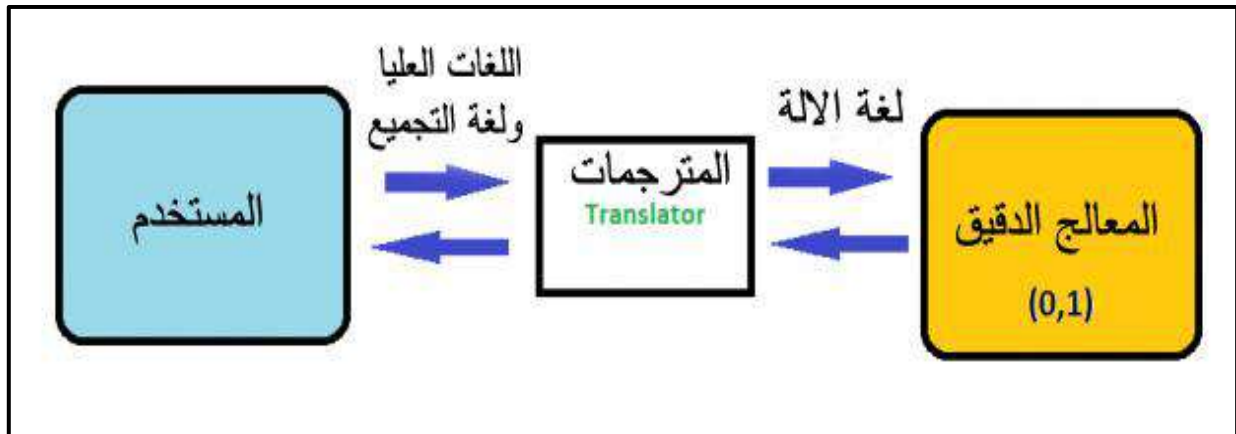 اللغات العليا
ولغة التجميع
لغة الالة
المستخدم
المترجمات
Translator
المعالج الدقيق
(0,1)